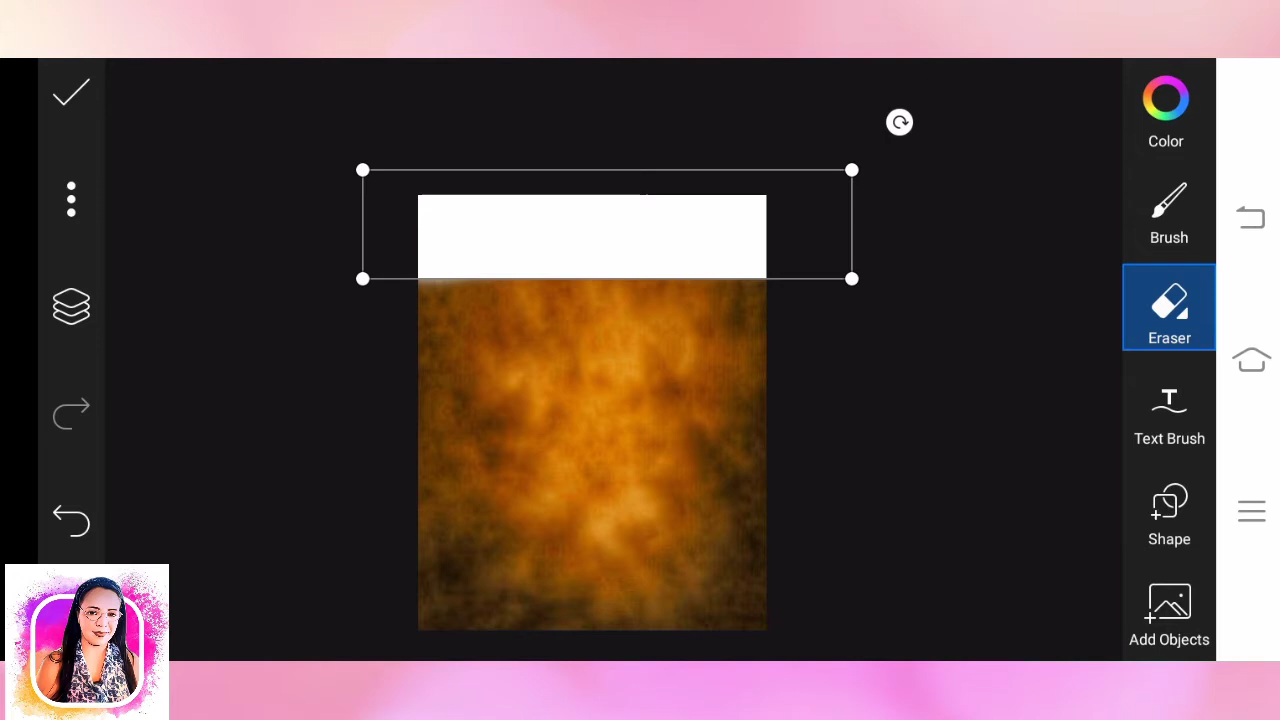 Color
Brush
Eraser
Text Brush
Shape
Add Objects